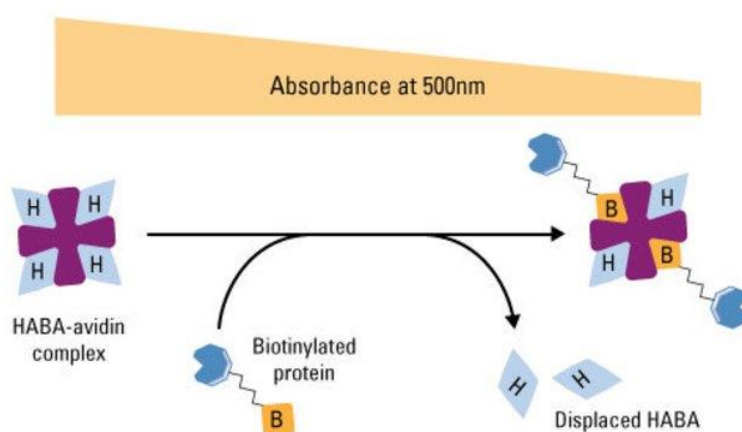 Absorbance at 500nm
H
H
H
H
B
H
H
B
HABA-avidin
complex
Biotinylated
protein
B
H
H
Displaced HABA